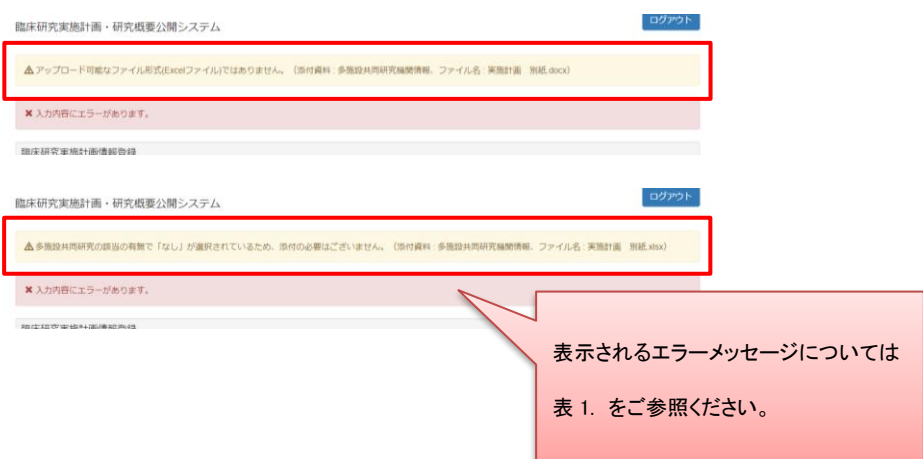 臨床研究実施計画・研究概要公開システム
ログアウト
アップロード可能なファイル形式(Excelファイル)ではありません。（添付資料：多施設共同研究機関情報、ファイル名：実施計画　別紙.docx）
入力内容にエラーがあります。
臨床研究実施計画情報登録
臨床研究実施計画・研究概要公開システム
ログアウト
多施設共同研究の該当の有無で「なし」が選択されているため、添付の必要はございません。（添付資料：多施設共同研究機関情報、ファイル名：実施計画　別紙.xlsx）
入力内容にエラーがあります。
臨床研究実施計画情報登録
表示されるエラーメッセージについては
表 1. をご参照ください。